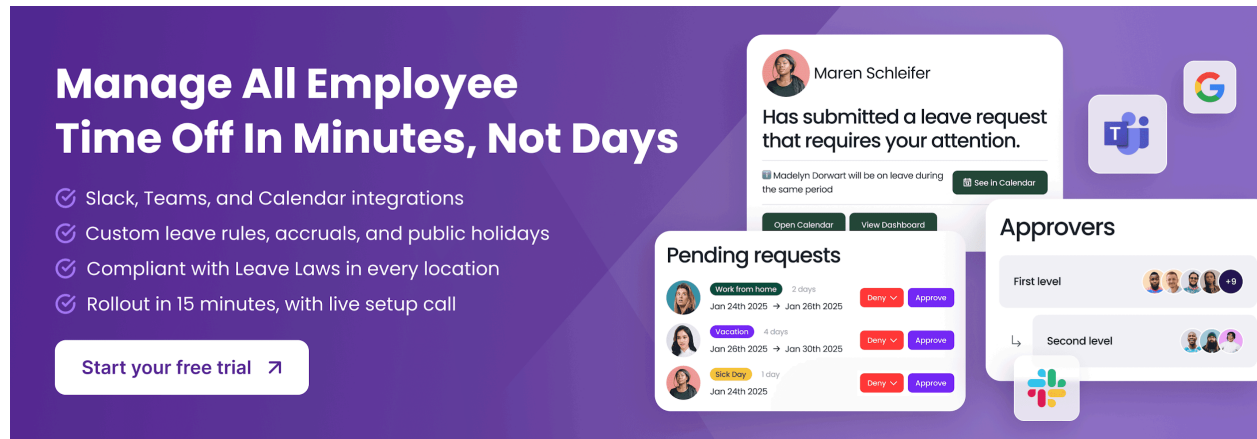 Manage All Employee
Time Off In Minutes, Not Days
Slack, Teams, and Calendar integrations
Custom leave rules, accruals, and public holidays
Compliant with Leave Laws in every location
Rollout in 15 minutes, with live setup call
Start your free trial
Maren Schleifer
Has submitted a leave request
that requires your attention.
Madelyn Dorwart will be on leave during
the same period
See in Calendar
Open Calendar
View Dashboard
Pending requests
Work from home 2 days
Jan 24th 2025 → Jan 26th 2025
Deny Approve
Vacation 4 days
Jan 26th 2025 → Jan 30th 2025
Deny Approve
Sick Day 1 day
Jan 24th 2025
Deny Approve
Approvers
First level
+9
Second level
T
G